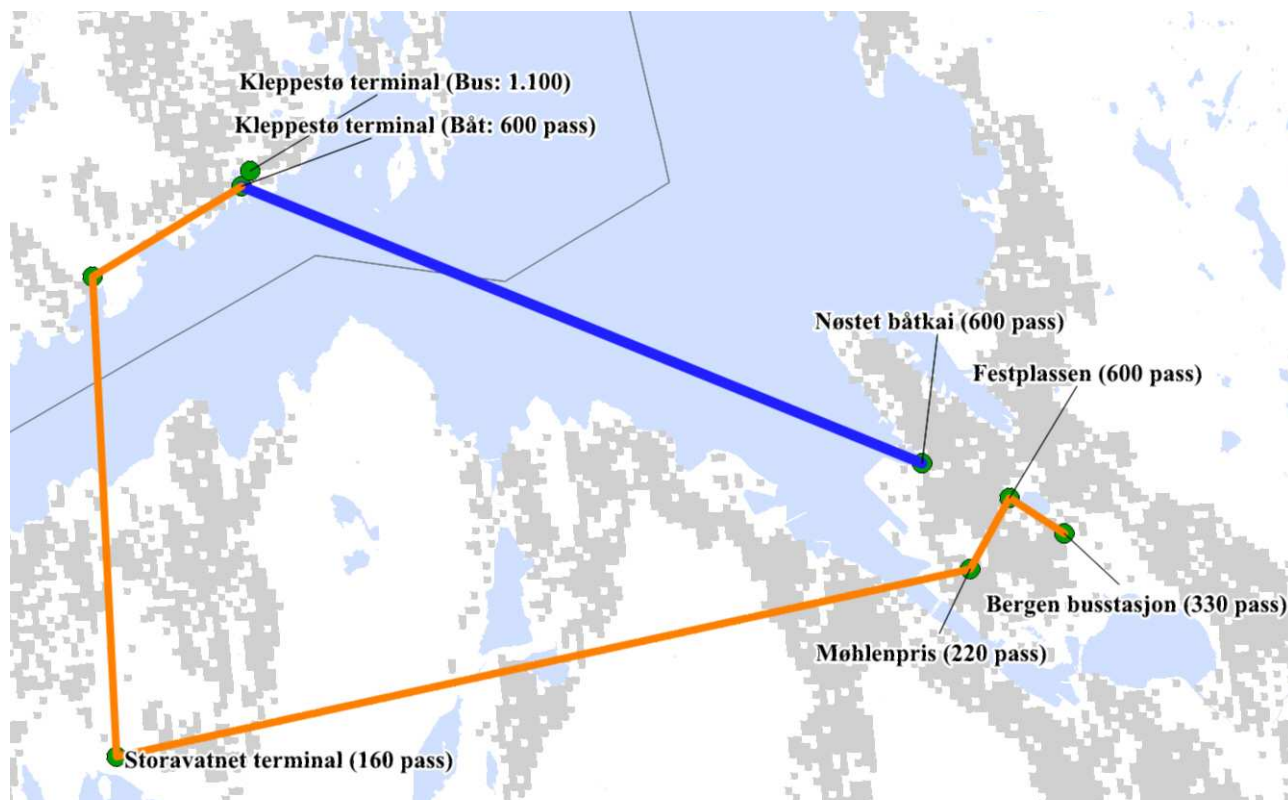 Kleppestø terminal (Bus: 1.100)
Kleppestø terminal (Båt: 600 pass)
Nøstet båtkai (600 pass)
Festplassen (600 pass)
Bergen busstasjon (330 pass)
Møhlenpris (220 pass)
Storavatnet terminal (160 pass)